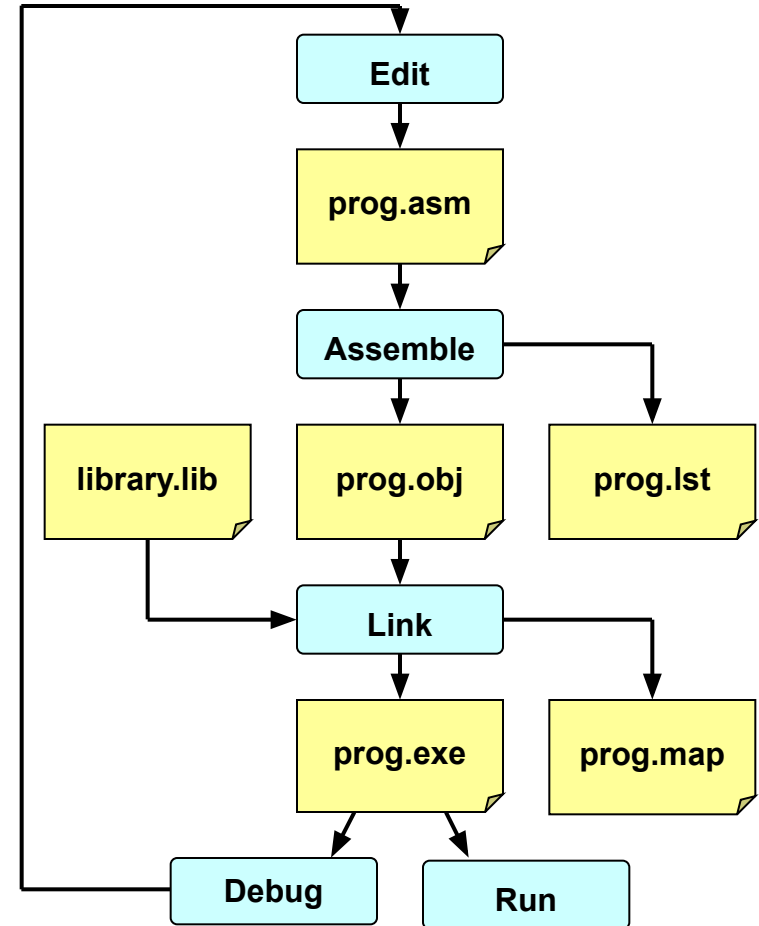 Edit
prog.asm
Assemble
library.lib
prog.obj
prog.lst
Link
prog.exe
prog.map
Debug
Run